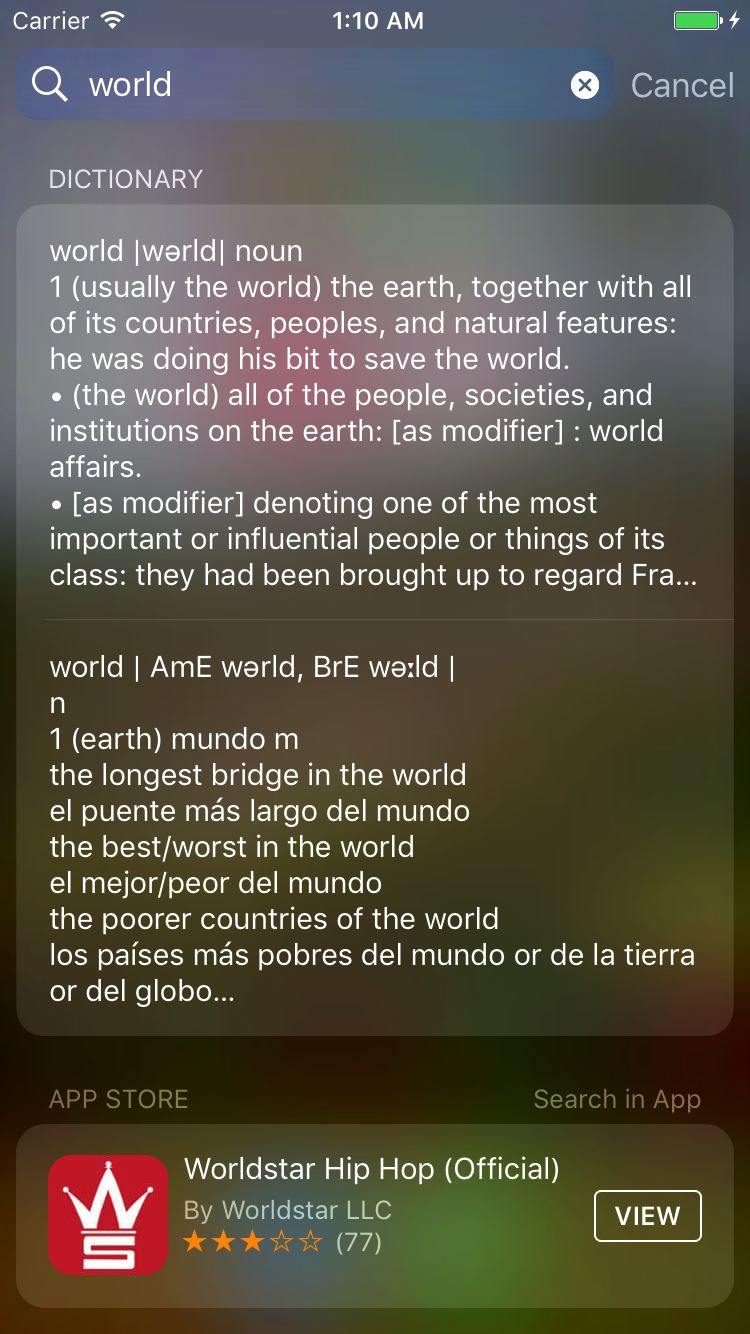 Carrier 1:10 AM
world Cancel
DICTIONARY
world |wərld| noun
1 (usually the world) the earth, together with all
of its countries, peoples, and natural features:
he was doing his bit to save the world.
• (the world) all of the people, societies, and
institutions on the earth: [as modifier] : world
affairs.
• [as modifier] denoting one of the most
important or influential people or things of its
class: they had been brought up to regard Fra...
world | AmE wərld, BrE wəːld |
n
1 (earth) mundo m
the longest bridge in the world
el puente más largo del mundo
the best/worst in the world
el mejor/peor del mundo
the poorer countries of the world
los países más pobres del mundo or de la tierra
or del globo...
APP STORE Search in App
Worldstar Hip Hop (Official)
By Worldstar LLC
★★★☆☆ (77)
VIEW